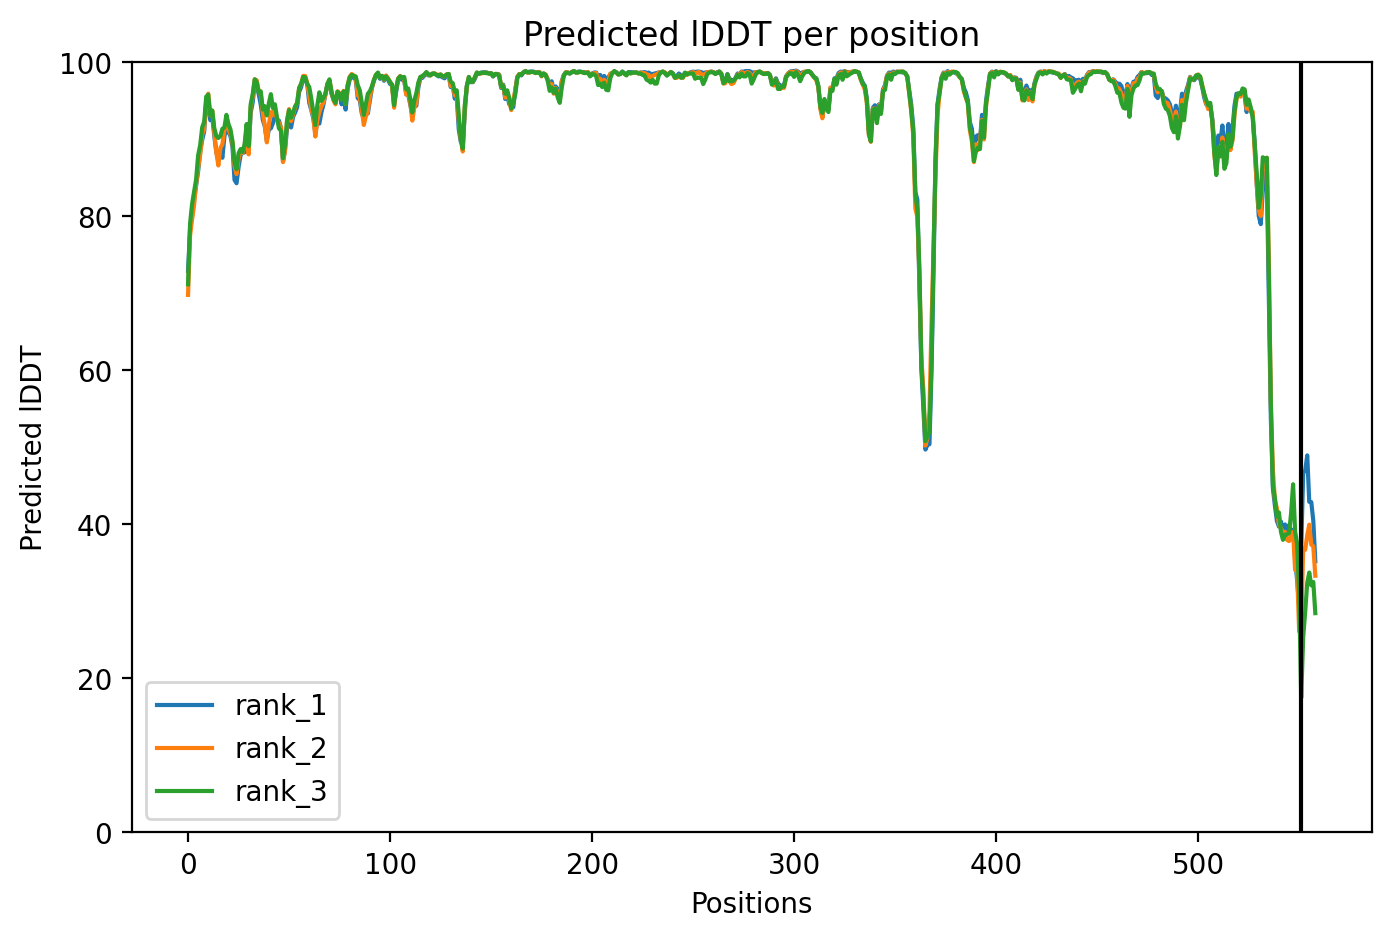 Predicted lDDT per position
100
80
60
40
20
0
Predicted lDDT
rank_1
rank_2
rank_3
0 100 200 300 400 500
Positions